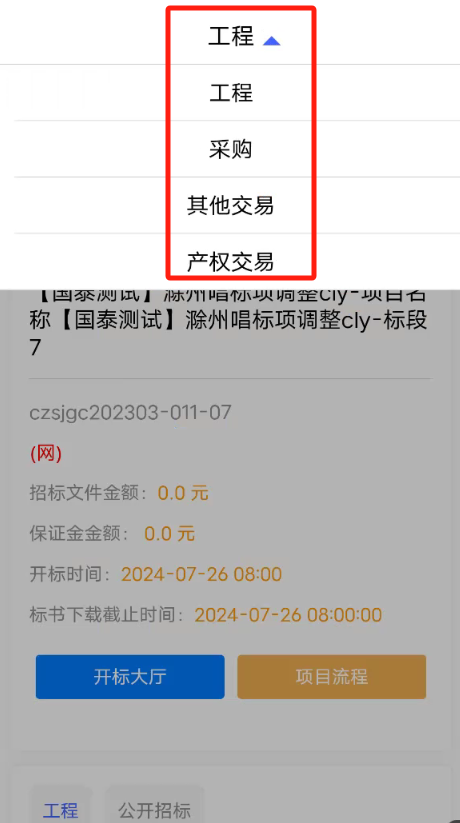 工程
工程
采购
其他交易
产权交易
【国泰测试】滁州唱标项调整cly-项目名
称【国泰测试】滁州唱标项调整cly-标段
7
czsjgc202303-011-07
(网)
招标文件金额：0.0 元
保证金金额： 0.0 元
开标时间：2024-07-26 08:00
标书下载截止时间：2024-07-26 08:00:00
开标大厅 项目流程
工程 公开招标